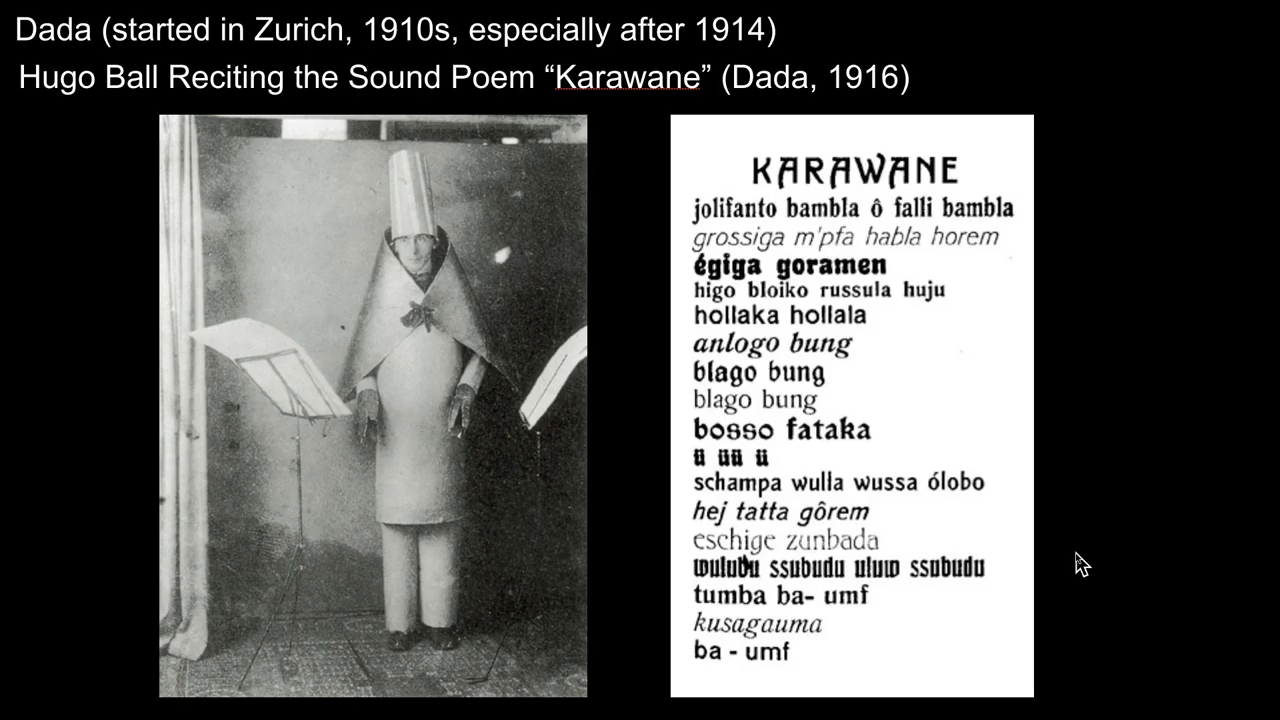 Dada (started in Zurich, 1910s, especially after 1914)
Hugo Ball Reciting the Sound Poem “Karawane” (Dada, 1916)
KARAWANE
jolifanto bambla ô falli bambla
grossiga m'pfa habla horem
égiga goramen
higo bloiko russula huju
hollaka hollala
anlogo bung
blago bung
blago bung
bosso fataka
ü üü ü
schampa wulla wussa ólobo
hej tatta gôrem
eschige zunbada
wulubu ssubudu uluw ssubudu
tumba ba- umf
kusagauma
ba - umf